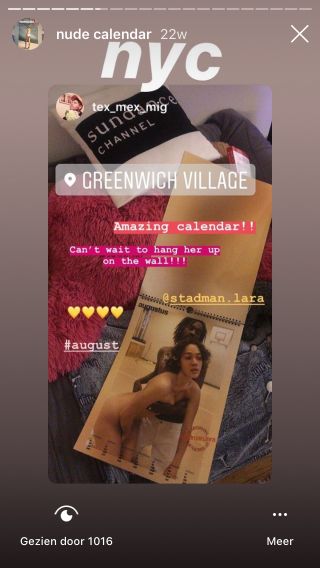 nude calendar 22w
nyc
tex_mex_mig
sundance
CHANNEL
GREENWICH VILLAGE
Amazing calendar!!
Can't wait to hang her up
on the wall!!!
@stadman.lara
#august
augustus
Gezien door 1016
Meer